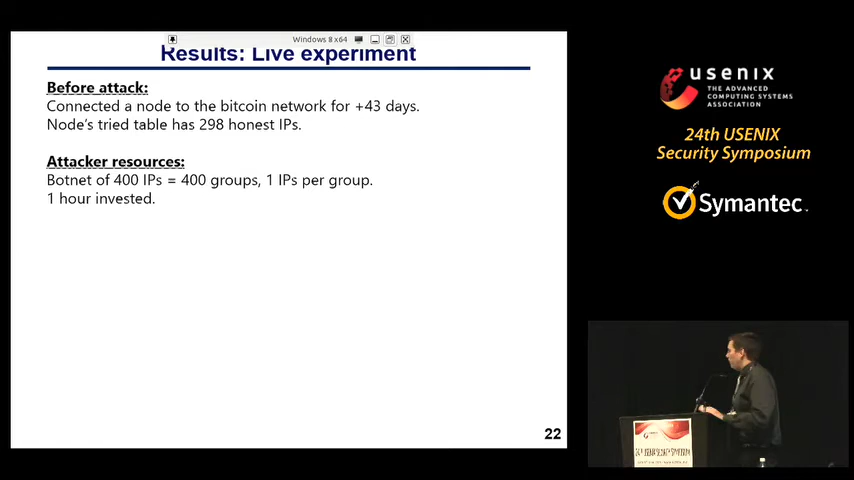 Windows 8 x64
Results: Live experiment
Before attack:
Connected a node to the bitcoin network for +43 days.
Node's tried table has 298 honest IPs.
Attacker resources:
Botnet of 400 IPs = 400 groups, 1 IPs per group.
1 hour invested.
22
usenix
THE ADVANCED
COMPUTING SYSTEMS
ASSOCIATION
24th USENIX
Security Symposium
Symantec.